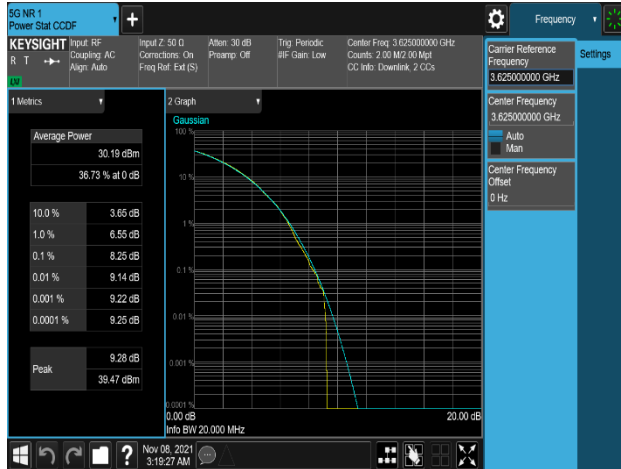 5G NR 1
Power Stat CCDF
Frequency
KEYSIGHT
R T
Input: RF
Coupling: AC
Align: Auto
Input Z: 50 Ω
Corrections: On
Freq Ref: Ext (S)
Atten: 30 dB
Preamp: Off
Trig: Periodic
#IF Gain: Low
Center Freq: 3.625000000 GHz
Counts: 2.00 M/2.00 Mpt
CC Info: Downlink, 2 CCs
Carrier Reference
Frequency
3.625000000 GHz
Settings
Center Frequency
3.625000000 GHz
Auto
Man
Center Frequency
Offset
0 Hz
1 Metrics
Average Power
30.19 dBm
36.73 % at 0 dB
10.0 % 3.65 dB
1.0 % 6.55 dB
0.1 % 8.25 dB
0.01 % 9.14 dB
0.001 % 9.22 dB
0.0001 % 9.25 dB
Peak
9.28 dB
39.47 dBm
2 Graph
Gaussian
100 %
10 %
1 %
0.1 %
0.01 %
0.001 %
0.0001 %
0.00 dB 20.00 dB
Info BW 20.000 MHz
Nov 08, 2021
3:19:27 AM